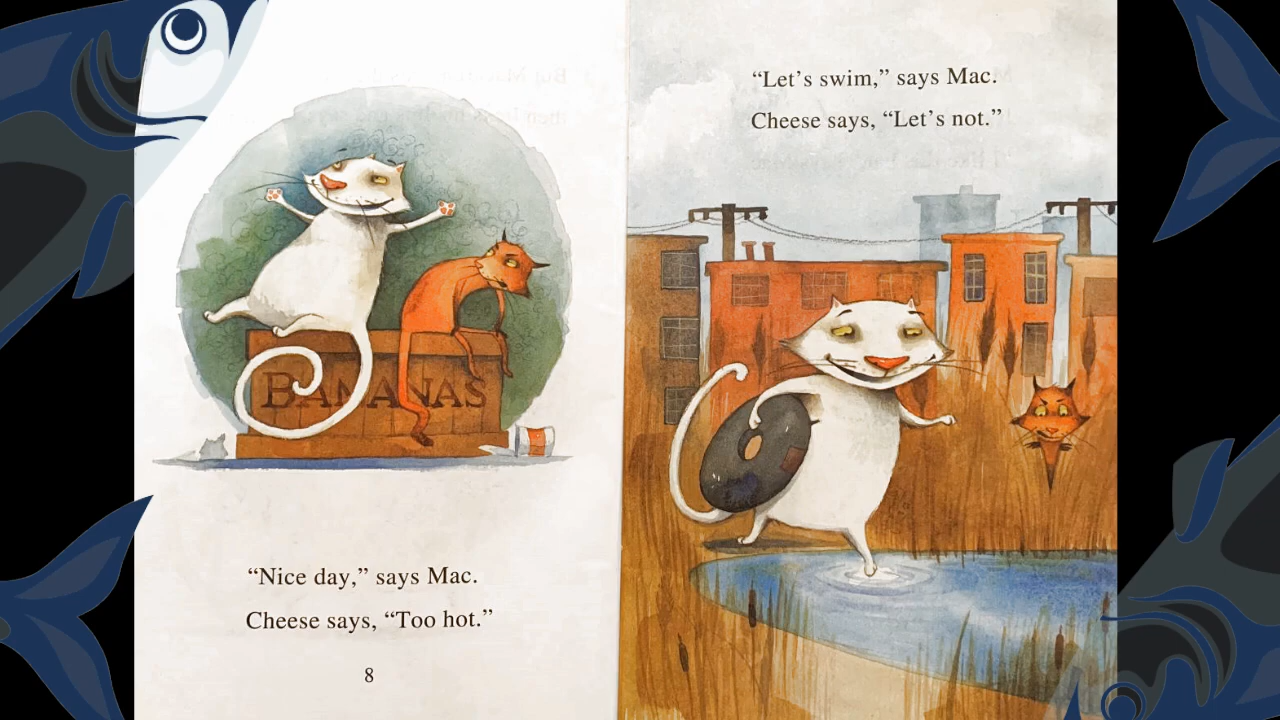 BANANAS
“Nice day,” says Mac.
Cheese says, “Too hot.”
8
“Let’s swim,” says Mac.
Cheese says, “Let’s not.”